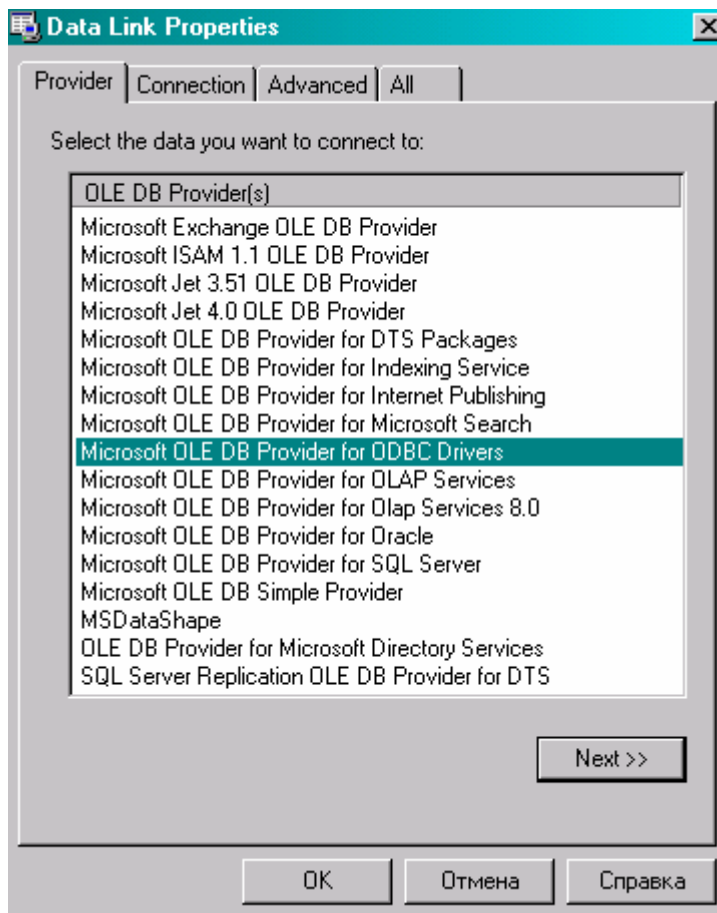 Data Link Properties
Provider Connection Advanced All
Select the data you want to connect to:
OLE DB Provider(s)
Microsoft Exchange OLE DB Provider
Microsoft ISAM 1.1 OLE DB Provider
Microsoft Jet 3.51 OLE DB Provider
Microsoft Jet 4.0 OLE DB Provider
Microsoft OLE DB Provider for DTS Packages
Microsoft OLE DB Provider for Indexing Service
Microsoft OLE DB Provider for Internet Publishing
Microsoft OLE DB Provider for Microsoft Search
Microsoft OLE DB Provider for ODBC Drivers
Microsoft OLE DB Provider for OLAP Services
Microsoft OLE DB Provider for Olap Services 8.0
Microsoft OLE DB Provider for Oracle
Microsoft OLE DB Provider for SQL Server
Microsoft OLE DB Simple Provider
MSDataShape
OLE DB Provider for Microsoft Directory Services
SQL Server Replication OLE DB Provider for DTS
Next >>
OK Отмена Справка